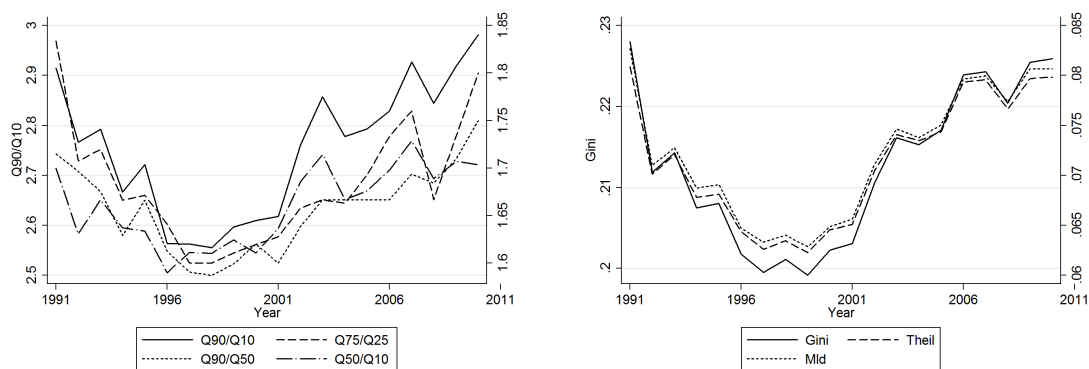 3
2.9
2.8
2.7
2.6
2.5
Q90/Q10
1.85
1.8
1.75
1.7
1.65
1.6
1991 1996 2001 2006 2011
Year
Q90/Q10 Q75/Q25
Q90/Q50 Q50/Q10
.23
.22
.21
.2
Gini
.085
.08
.075
.07
.065
.06
1991 1996 2001 2006 2011
Year
Gini Theil
Mld